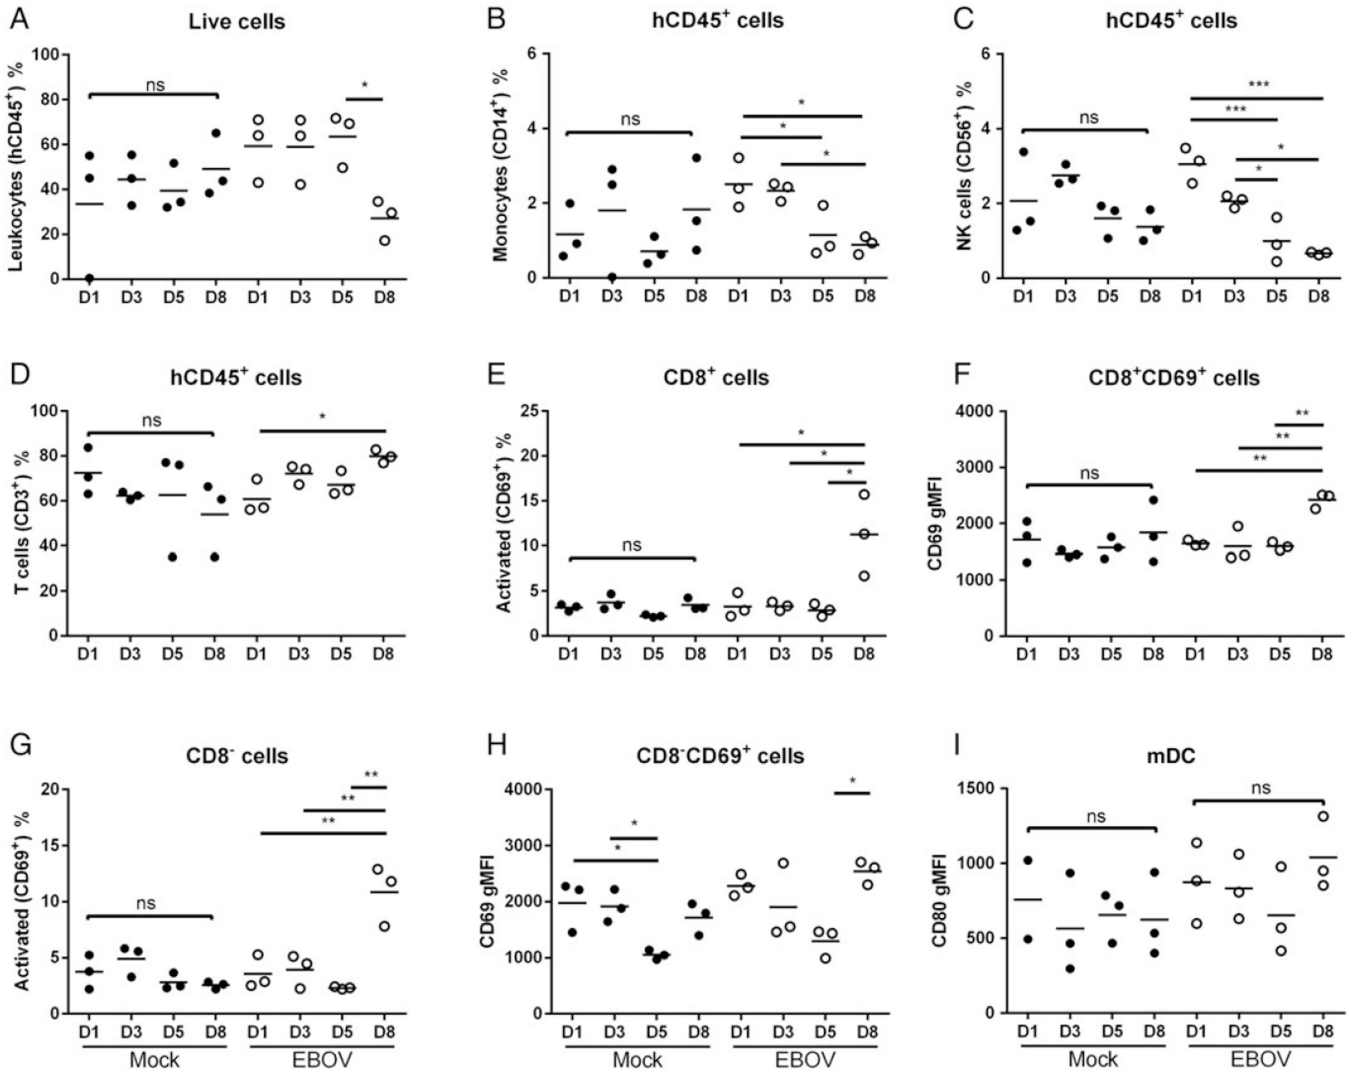 A
Live cells
Leukocytes (hCD45+) %
100
80
60
40
20
0
ns
*
D1 D3 D5 D8 D1 D3 D5 D8
B
hCD45+ cells
Monocytes (CD14+) %
6
4
2
0
ns
*
*
*
D1 D3 D5 D8 D1 D3 D5 D8
C
hCD45+ cells
NK cells (CD56+) %
6
4
2
0
ns
***
***
*
*
D1 D3 D5 D8 D1 D3 D5 D8
D
hCD45+ cells
T cells (CD3+) %
100
80
60
40
20
0
ns
*
D1 D3 D5 D8 D1 D3 D5 D8
E
CD8+ cells
Activated (CD69+) %
25
20
15
10
5
0
ns
*
*
*
D1 D3 D5 D8 D1 D3 D5 D8
F
CD8+CD69+ cells
CD69 gMFI
4000
3000
2000
1000
0
ns
**
**
**
D1 D3 D5 D8 D1 D3 D5 D8
G
CD8- cells
Activated (CD69+) %
20
15
10
5
0
ns
**
**
**
D1 D3 D5 D8 D1 D3 D5 D8
Mock EBOV
H
CD8-CD69+ cells
CD69 gMFI
4000
3000
2000
1000
0
*
*
*
D1 D3 D5 D8 D1 D3 D5 D8
Mock EBOV
I
mDC
CD80 gMFI
1500
1000
500
0
ns
ns
D1 D3 D5 D8 D1 D3 D5 D8
Mock EBOV